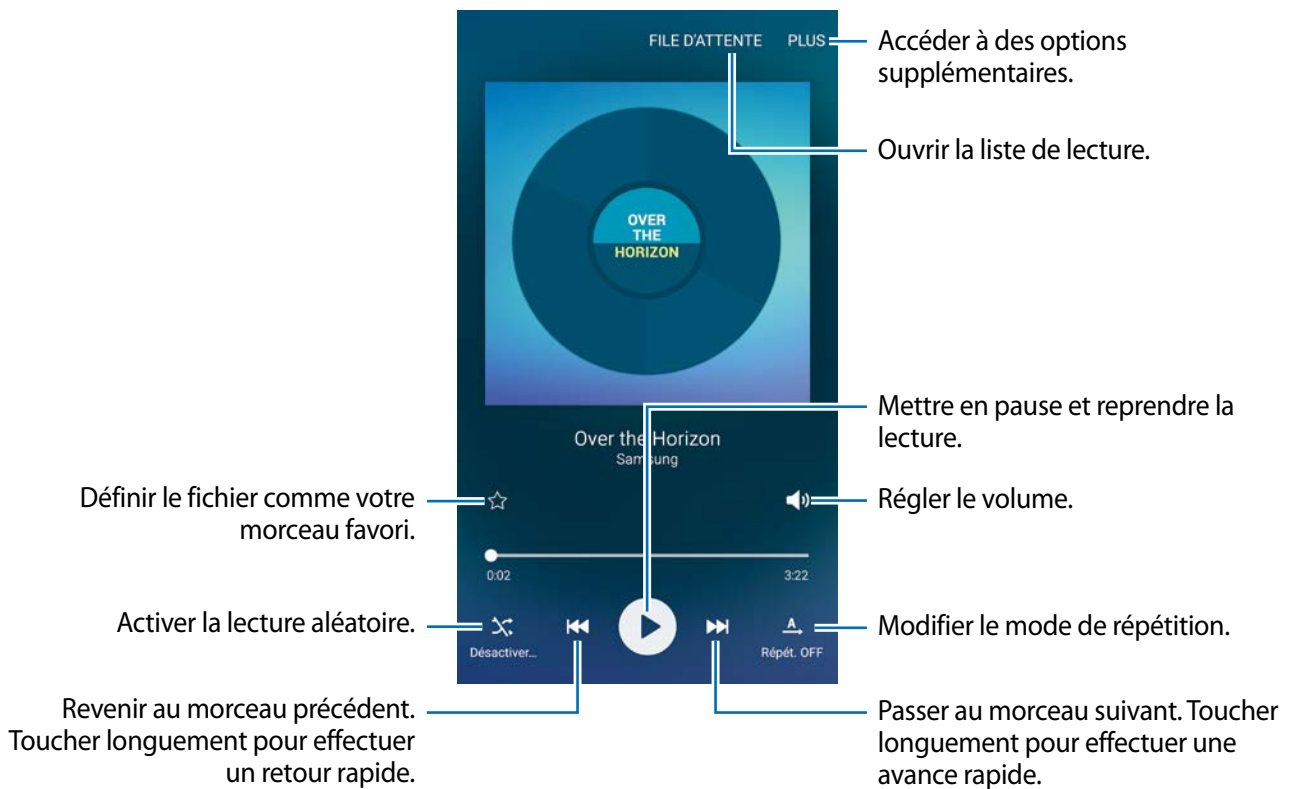 FILE D'ATTENTE PLUS
Accéder à des options
supplémentaires.
Ouvrir la liste de lecture.
OVER
THE
HORIZON
Mettre en pause et reprendre la
lecture.
Over the Horizon
Samsung
Définir le fichier comme votre
morceau favori.
Régler le volume.
0:02 3:22
Activer la lecture aléatoire.
Modifier le mode de répétition.
Désactiver... Répét. OFF
Revenir au morceau précédent.
Toucher longuement pour effectuer
un retour rapide.
Passer au morceau suivant. Toucher
longuement pour effectuer une
avance rapide.